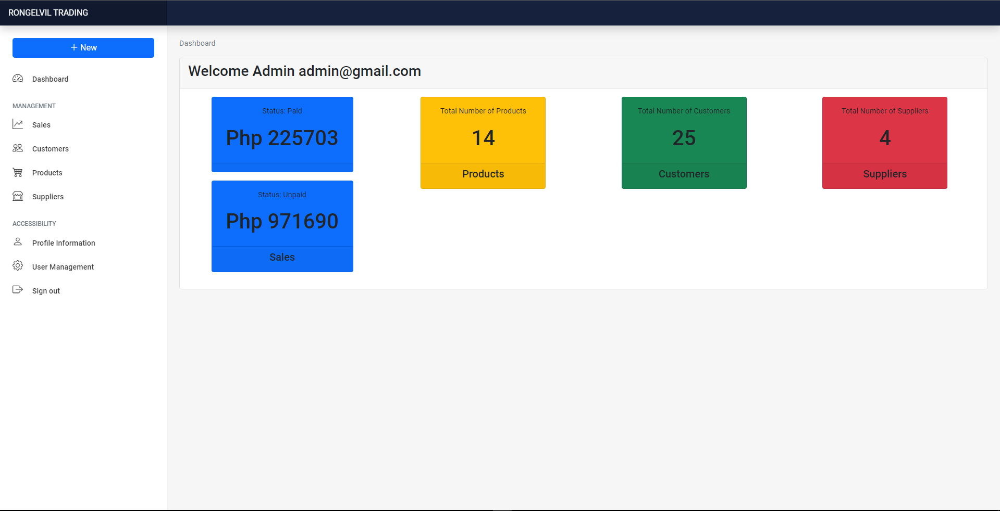 RONGELVIL TRADING
New
Dashboard
MANAGEMENT
Sales
Customers
Products
Suppliers
ACCESSIBILITY
Profile Information
User Management
Sign out
Dashboard
Welcome Admin admin@gmail.com
Status: Paid
Php 225703
Status: Unpaid
Php 971690
Sales
Total Number of Products
14
Products
Total Number of Customers
25
Customers
Total Number of Suppliers
4
Suppliers